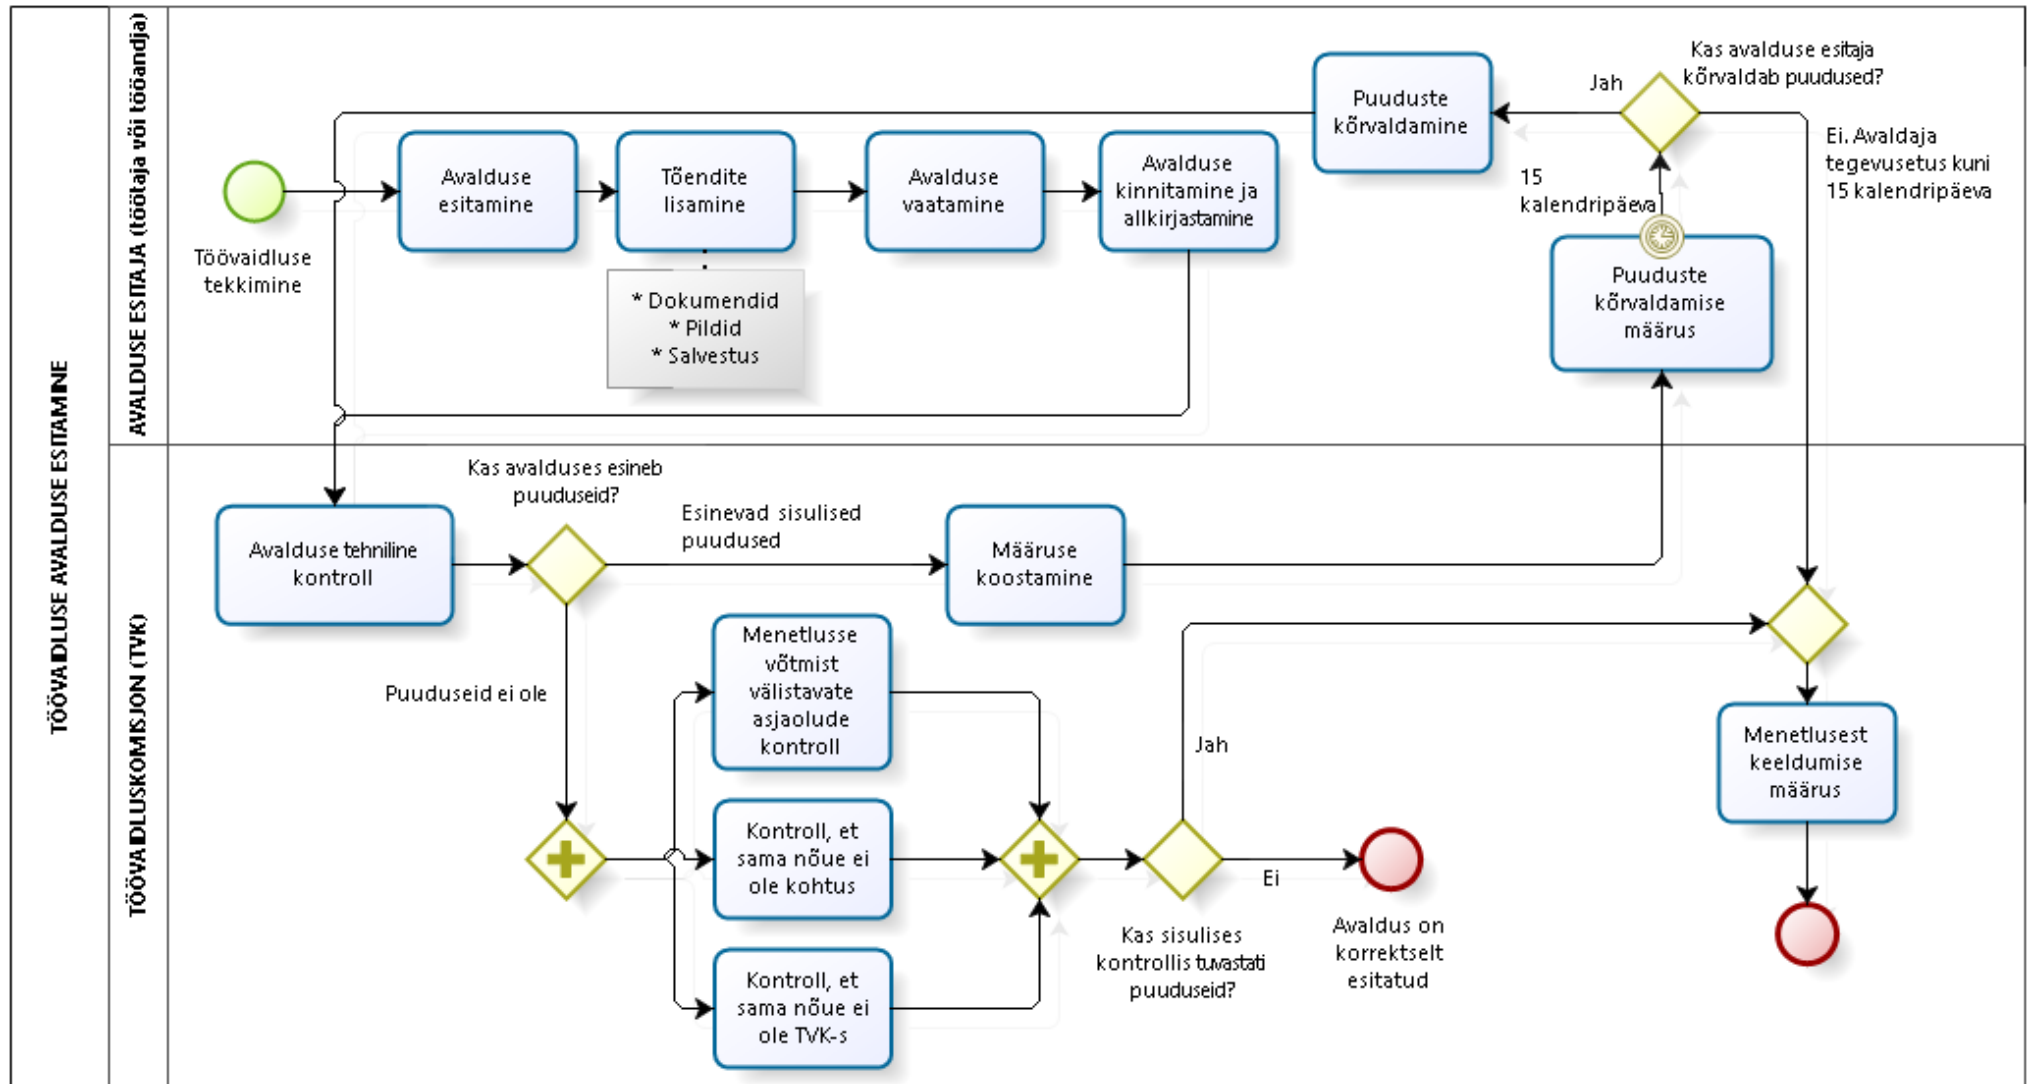 TÖÖVAIDLUSE AVALDUSE ESITAMINE
AVALDUSE ESITAJA (töötaja või tööandja)
Töövaidluse
tekkimine
Avalduse
esitamine
Tõendite
lisamine
* Dokumendid
* Pildid
* Salvestus
Avalduse
vaatamine
Avalduse
kinnitamine ja
allkirjastamine
Puuduste
kõrvaldamine
Jah
Kas avalduse esitaja
kõrvaldab puudused?
Ei. Avaldaja
tegevusetus kuni
15 kalendripäeva
15
kalendripäeva
Puuduste
kõrvaldamise
määrus
TÖÖVAIDLUSKOMISJON (TVK)
Avalduse tehniline
kontroll
Kas avalduses esineb
puuduseid?
Esinevad sisulised
puudused
Määruse
koostamine
Puuduseid ei ole
Menetlusse
võtmist
välistavate
asjaolude
kontroll
Kontroll, et
sama nõue ei
ole kohtus
Kontroll, et
sama nõue ei
ole TVK-s
Kas sisulises
kontrollis tuvastati
puuduseid?
Jah
Ei
Avaldus on
korrektselt
esitatud
Menetlusest
keeldumise
määrus